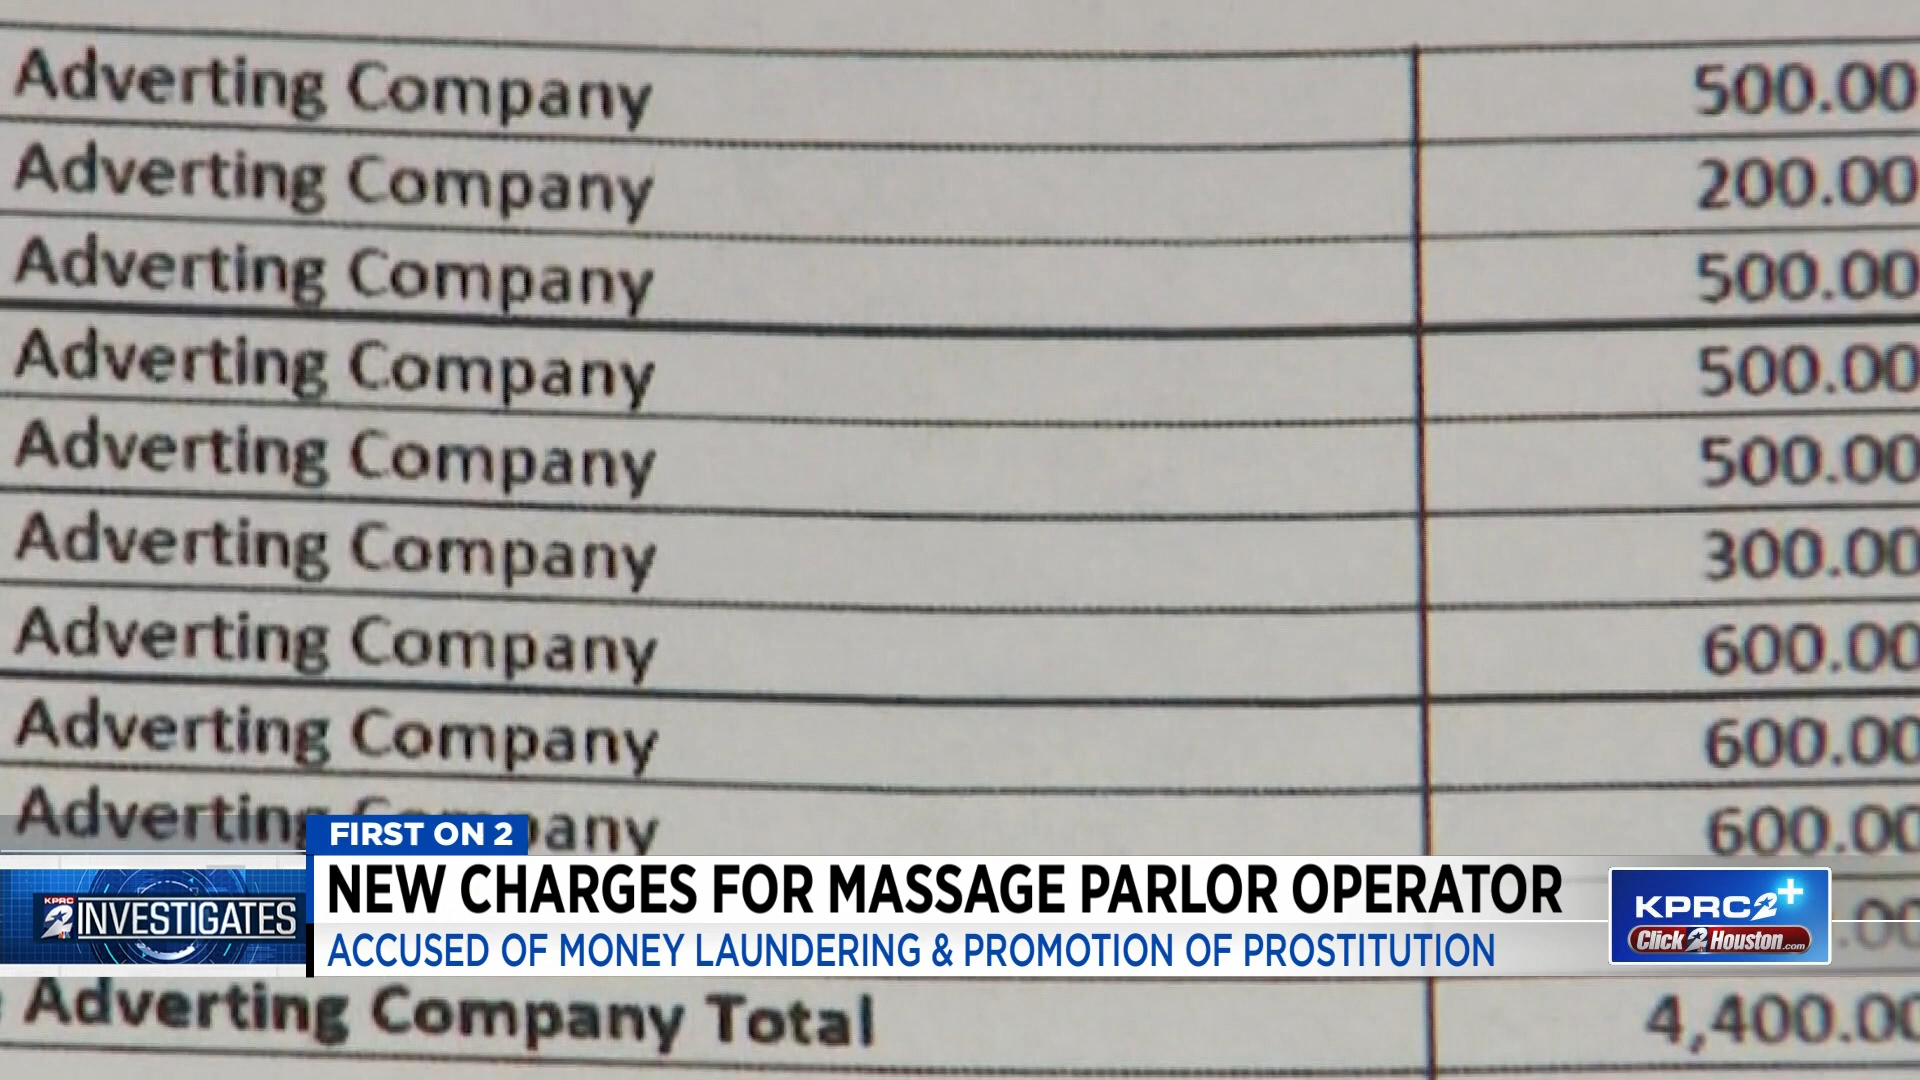 Adverting Company 500.00
Adverting Company 200.00
Adverting Company 500.00
Adverting Company 500.00
Adverting Company 500.00
Adverting Company 300.00
Adverting Company 600.00
Adverting Company 600.00
Adverting Company 600.00
FIRST ON 2
NEW CHARGES FOR MASSAGE PARLOR OPERATOR
ACCUSED OF MONEY LAUNDERING & PROMOTION OF PROSTITUTION
KPRC 2 INVESTIGATES
KPRC 2+
Click 2 Houston.com
.00
Adverting Company Total 4,400.00